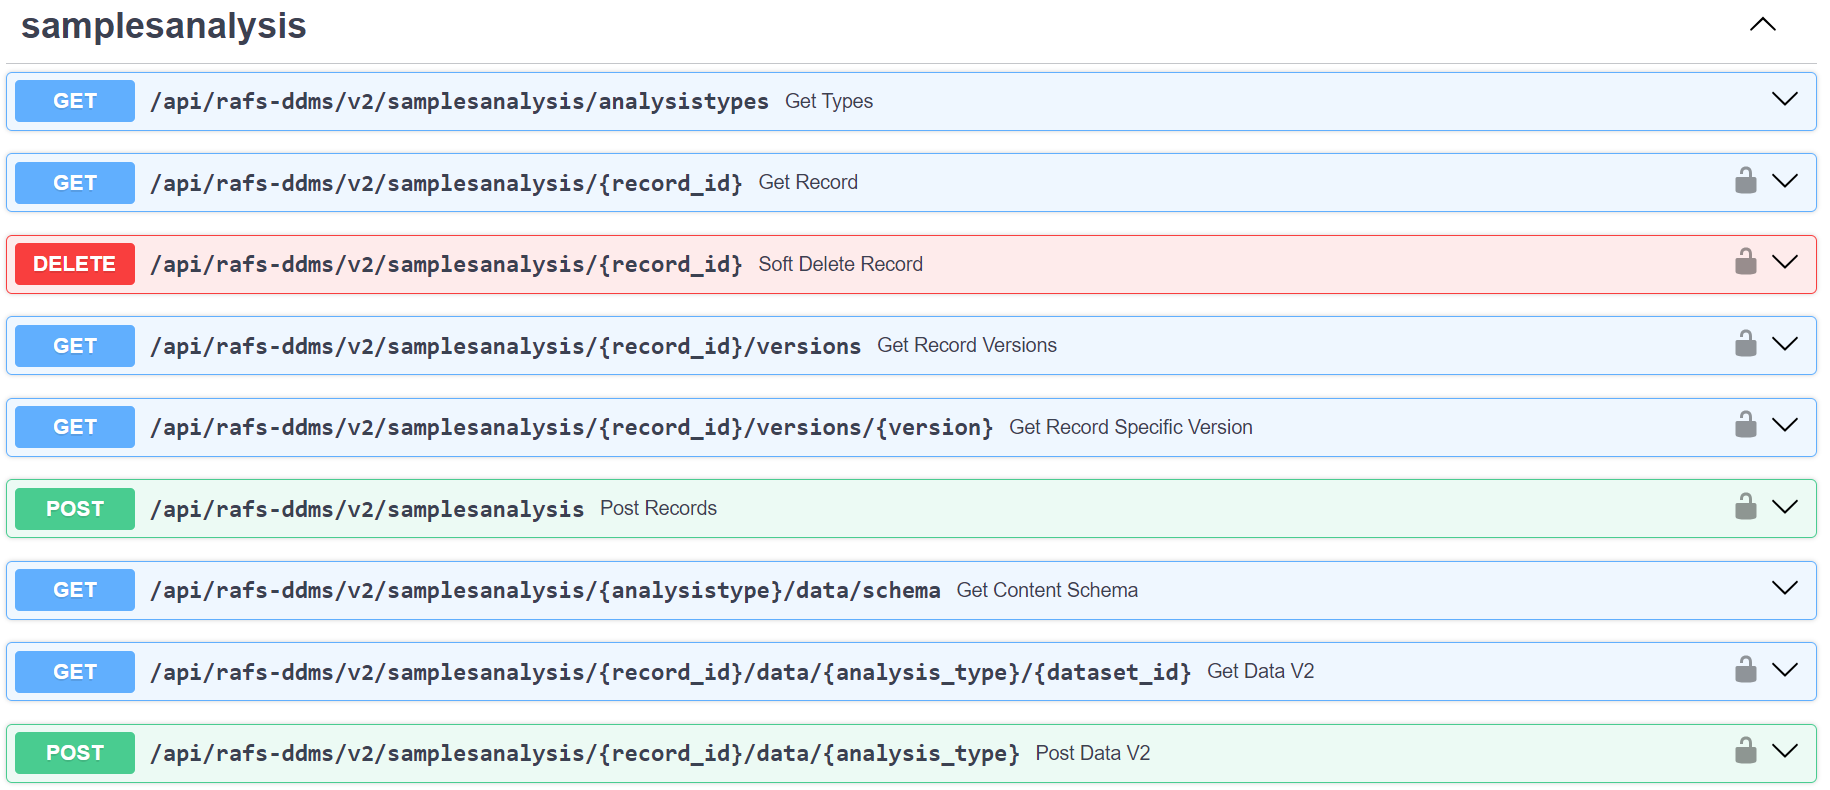 samplesanalysis
GET /api/rafs-ddms/v2/samplesanalysis/analysistypes Get Types
GET /api/rafs-ddms/v2/samplesanalysis/{record_id} Get Record
DELETE /api/rafs-ddms/v2/samplesanalysis/{record_id} Soft Delete Record
GET /api/rafs-ddms/v2/samplesanalysis/{record_id}/versions Get Record Versions
GET /api/rafs-ddms/v2/samplesanalysis/{record_id}/versions/{version} Get Record Specific Version
POST /api/rafs-ddms/v2/samplesanalysis Post Records
GET /api/rafs-ddms/v2/samplesanalysis/{analysistype}/data/schema Get Content Schema
GET /api/rafs-ddms/v2/samplesanalysis/{record_id}/data/{analysis_type}/{dataset_id} Get Data V2
POST /api/rafs-ddms/v2/samplesanalysis/{record_id}/data/{analysis_type} Post Data V2